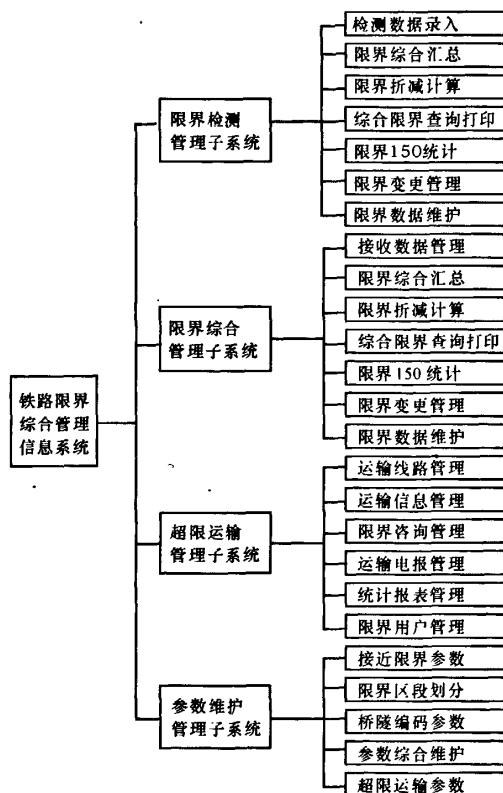 铁路限界
综合管理
信息系统
限界检测
管理子系统
检测数据录入
限界综合汇总
限界折减计算
综合限界查询打印
限界150统计
限界变更管理
限界数据维护
限界综合
管理子系统
接收数据管理
限界综合汇总
限界折减计算
综合限界查询打印
限界150统计
限界变更管理
限界数据维护
超限运输
管理子系统
运输线路管理
运输信息管理
限界咨询管理
运输电报管理
统计报表管理
限界用户管理
参数维护
管理子系统
接近限界参数
限界区段划分
桥隧编码参数
参数综合维护
超限运输参数